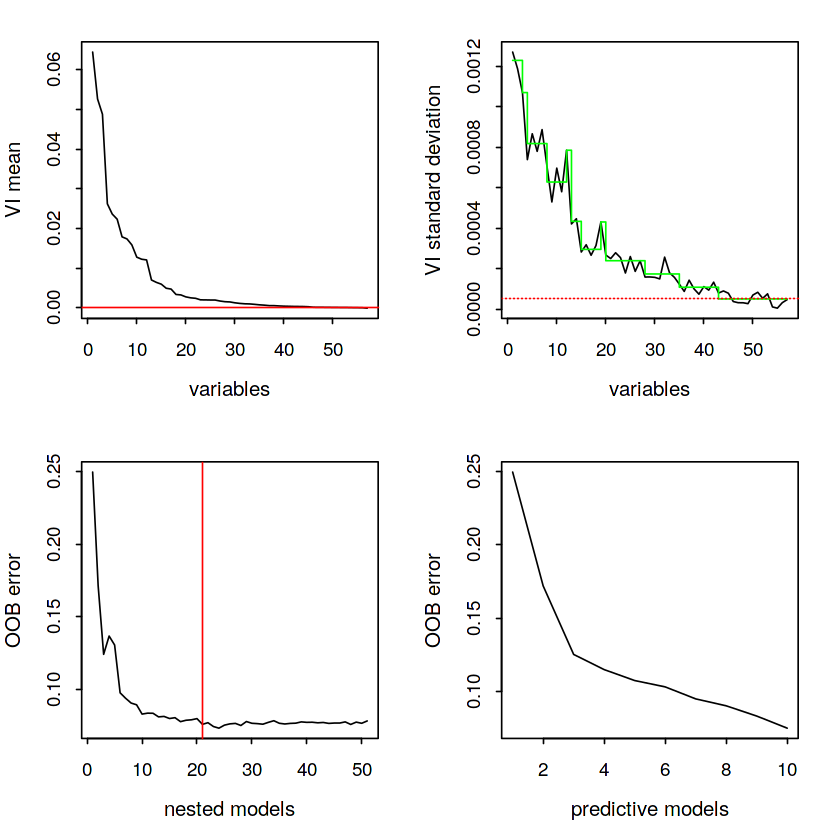 VI mean
0.00 0.02 0.04 0.06
0 10 20 30 40 50
variables
VI standard deviation
0.0000 0.0004 0.0008 0.0012
0 10 20 30 40 50
variables
OOB error
0.10 0.15 0.20 0.25
0 10 20 30 40 50
nested models
OOB error
0.10 0.15 0.20 0.25
2 4 6 8 10
predictive models